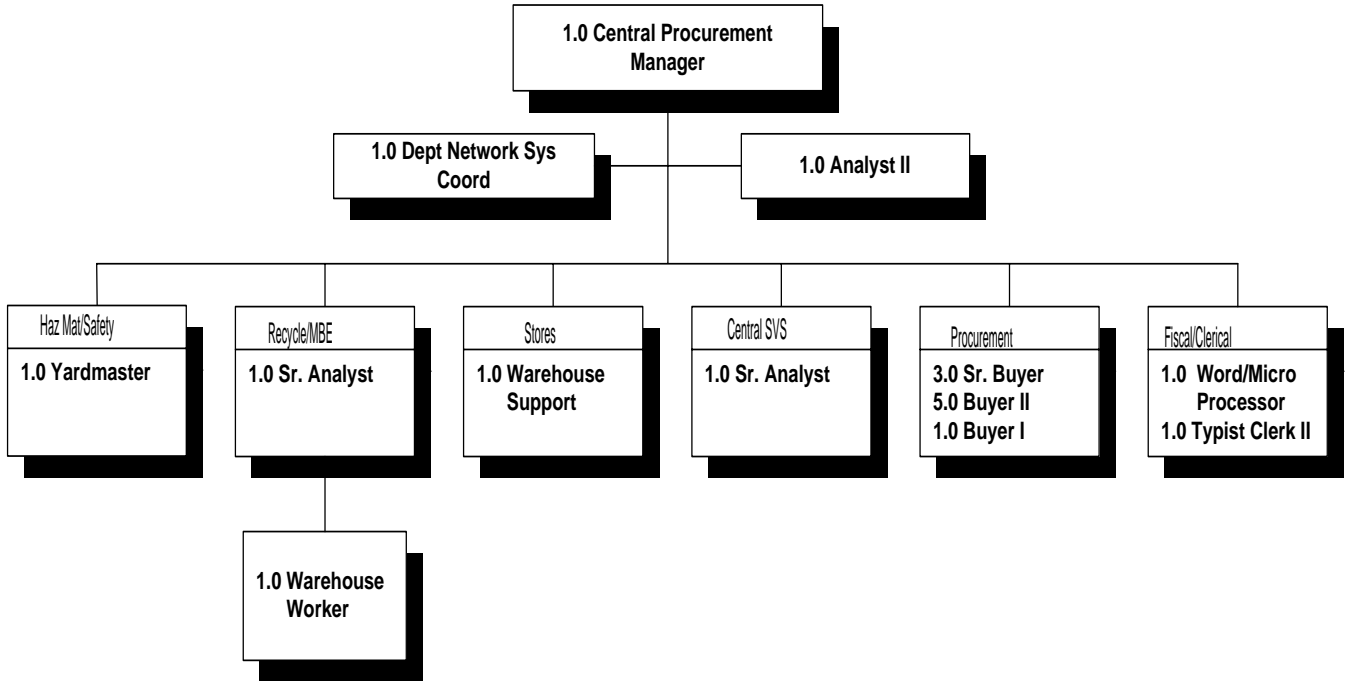 1.0 Central Procurement
Manager
1.0 Dept Network Sys
Coord
1.0 Analyst II
Haz Mat/Safety
1.0 Yardmaster
Recycle/MBE
1.0 Sr. Analyst
Stores
1.0 Warehouse
Support
Central SVS
1.0 Sr. Analyst
Procurement
3.0 Sr. Buyer
5.0 Buyer II
1.0 Buyer I
Fiscal/Clerical
1.0 Word/Micro
Processor
1.0 Typist Clerk II
1.0 Warehouse
Worker